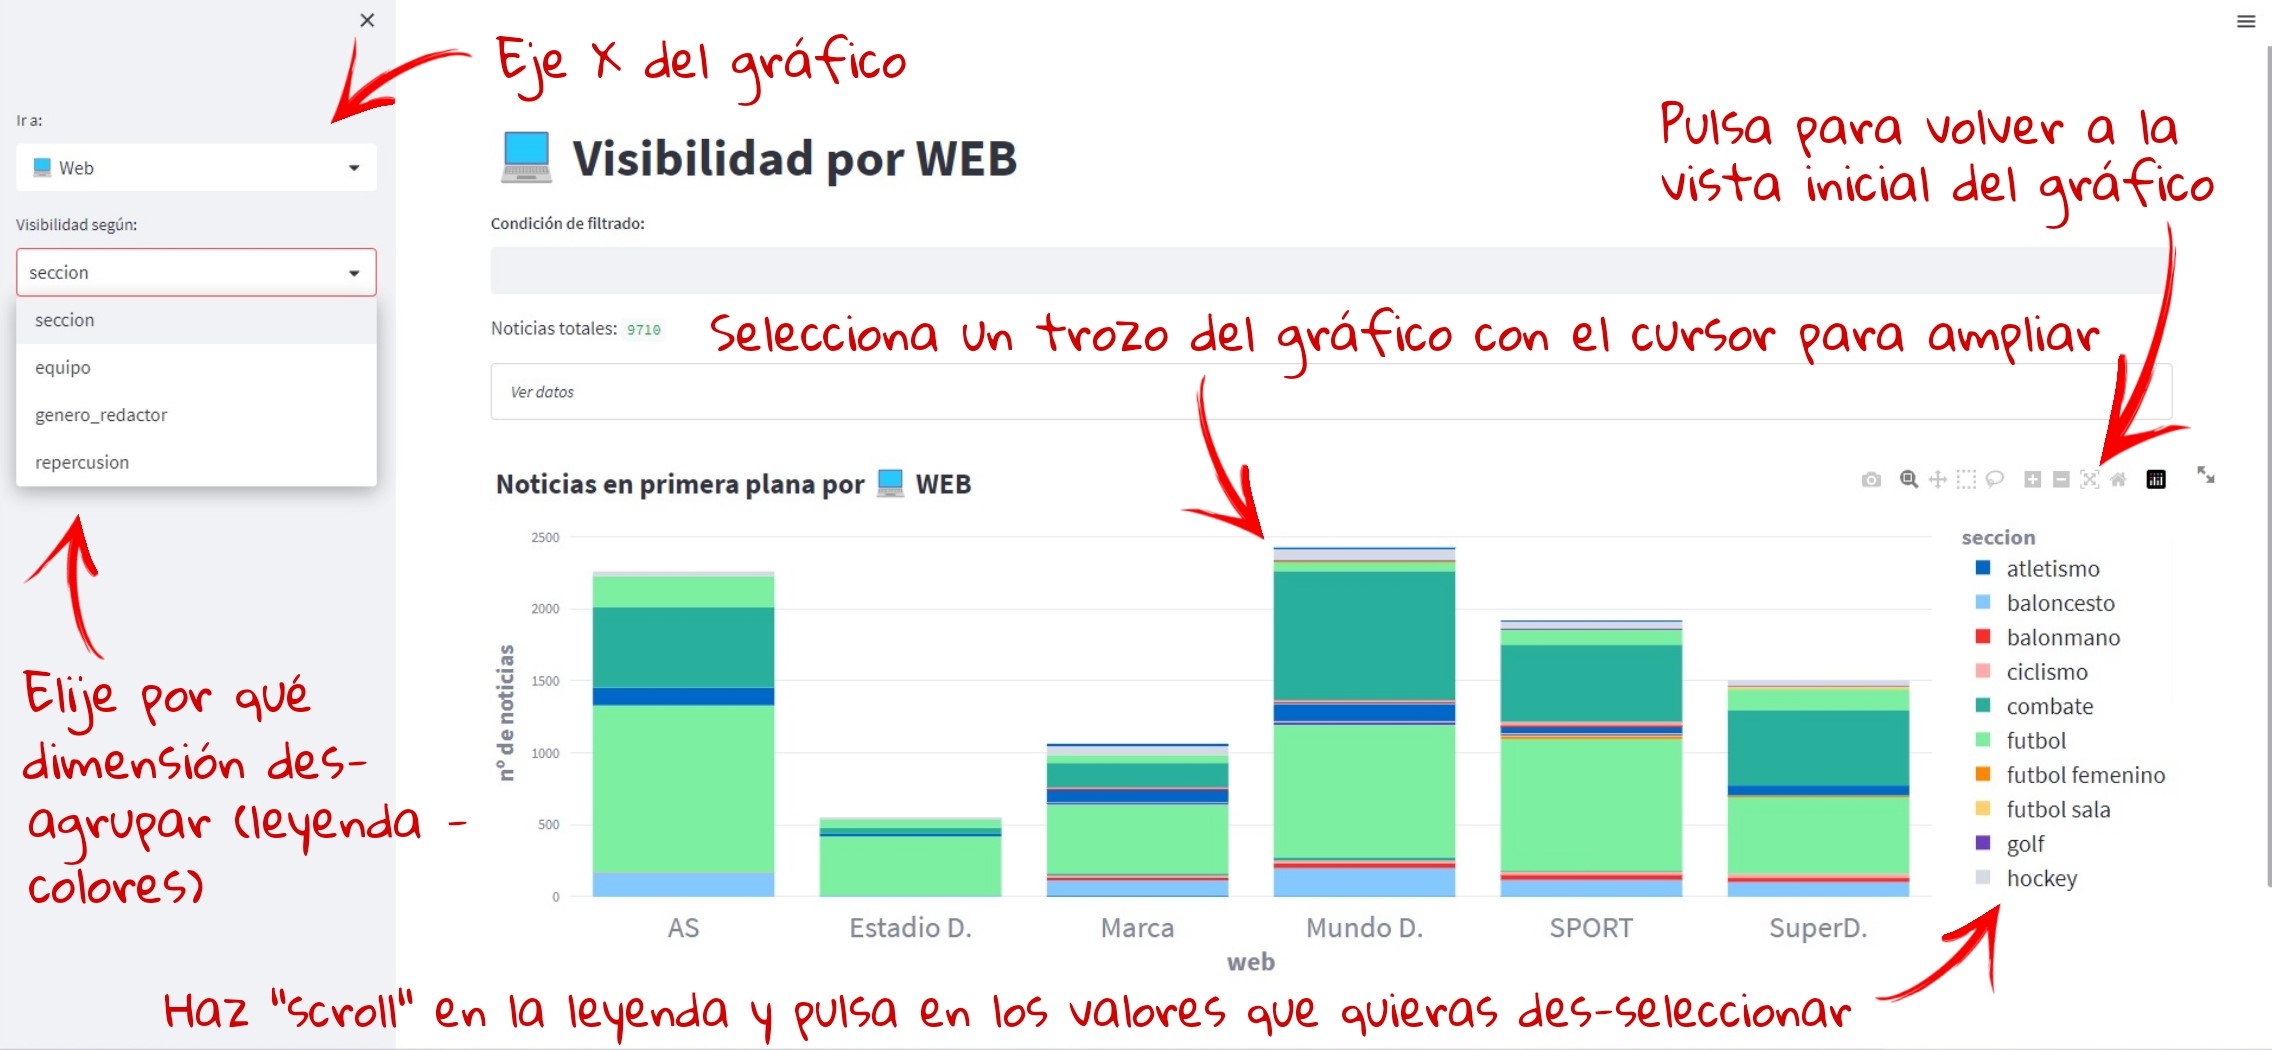 Eje X del gráfico
Ir a:
Web
Visibilidad según:
seccion
seccion
equipo
genero_redactor
repercusion
Elije por qué
dimensión des-
agrupar (leyenda -
colores)
Visibilidad por WEB
Pulsa para volver a la
vista inicial del gráfico
Condición de filtrado:
Noticias totales: 9710
Selecciona un trozo del gráfico con el cursor para ampliar
Ver datos
Noticias en primera plana por WEB
nº de noticias
2500
2000
1500
1000
500
0
AS
Estadio D.
Marca
Mundo D.
SPORT
SuperD.
web
seccion
atletismo
baloncesto
balonmano
ciclismo
combate
futbol
futbol femenino
futbol sala
golf
hockey
Haz "scroll" en la leyenda y pulsa en los valores que quieras des-seleccionar